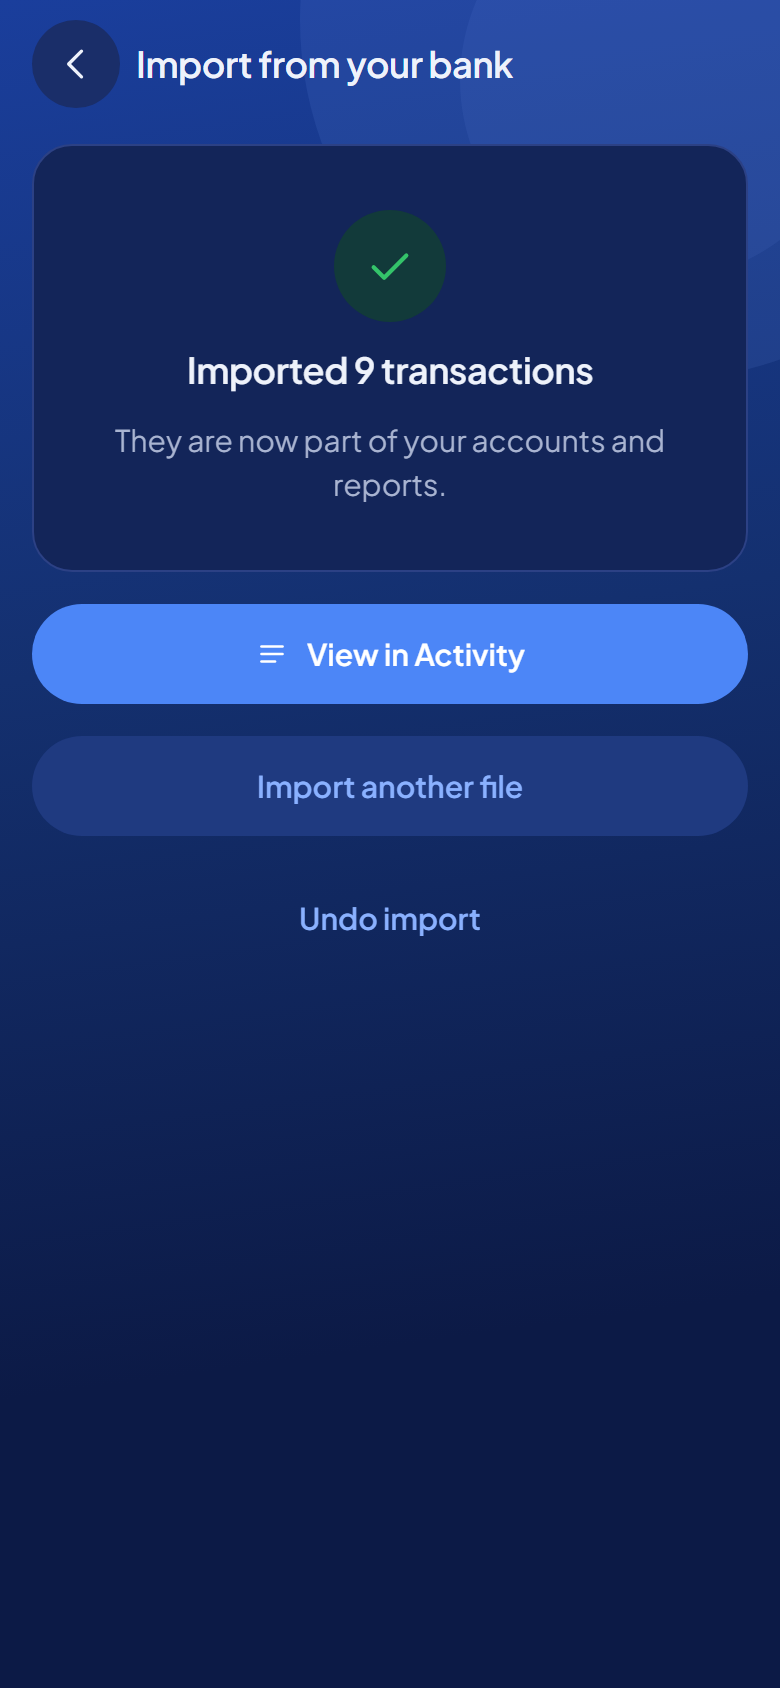 Import from your bank
Imported 9 transactions
They are now part of your accounts and
reports.
View in Activity
Import another file
Undo import